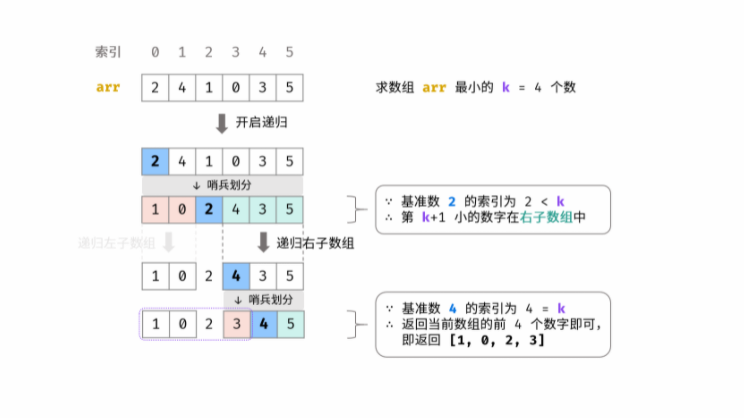 索引 0 1 2 3 4 5
arr 2 4 1 0 3 5
求数组 arr 最小的 k = 4 个数
开启递归
2 4 1 0 3 5
↓ 哨兵划分
1 0 2 4 3 5
∵ 基准数 2 的索引为 2 < k
∴ 第 k+1 小的数字在右子数组中
递归左子数组
递归右子数组
1 0 2 4 3 5
↓ 哨兵划分
1 0 2 3 4 5
∵ 基准数 4 的索引为 4 = k
∴ 返回当前数组的前 4 个数字即可，
即返回 [1, 0, 2, 3]